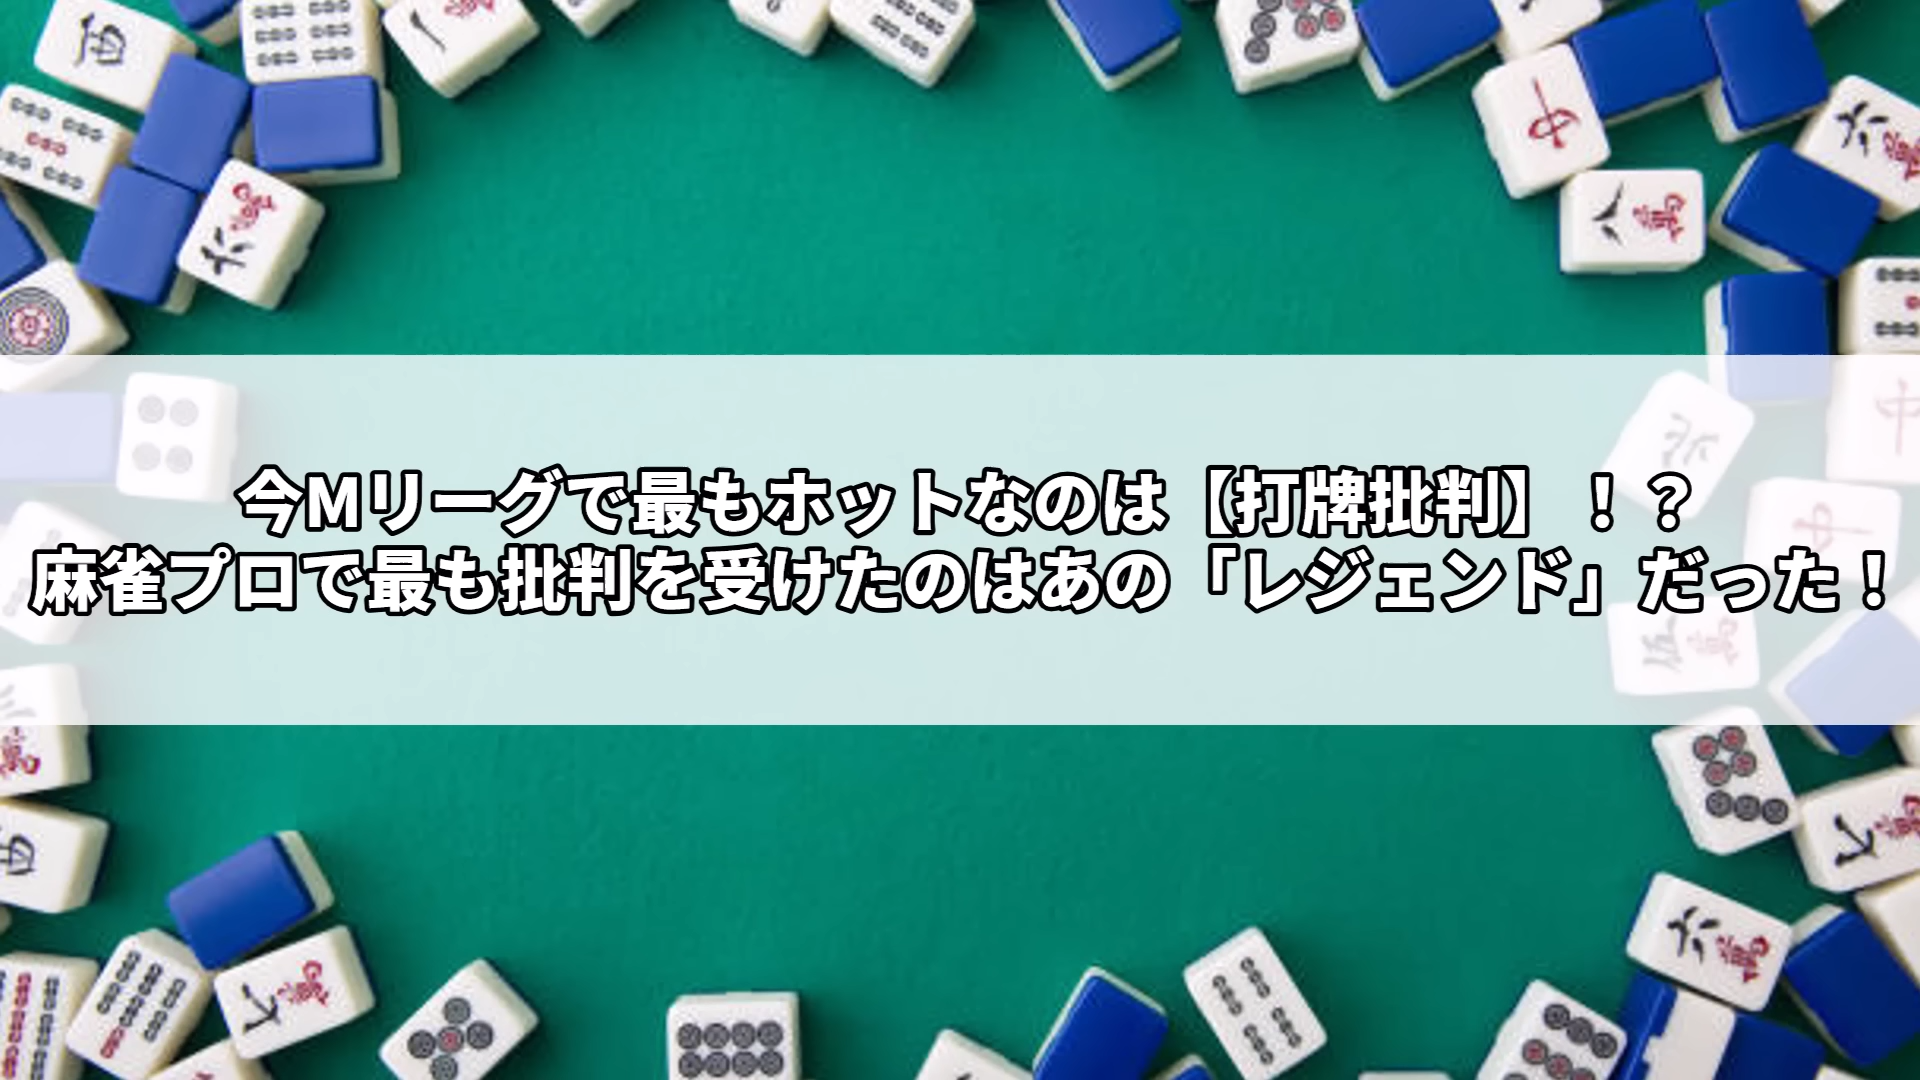 今Mリーグで最もホットなのは【打牌批判】！？
麻雀プロで最も批判を受けたのはあの「レジェンド」だった！